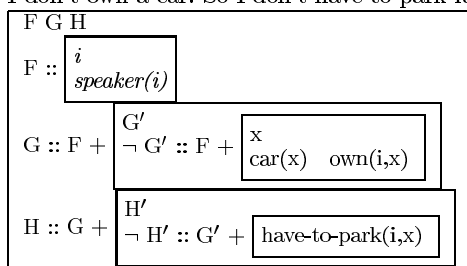 I don't own a car. So I don't have to park it.
F G H
F :: i
speaker(i)
G :: F + G′
¬ G′ :: F + x
car(x) own(i,x)
H :: G + H′
¬ H′ :: G′ + have-to-park(i,x)